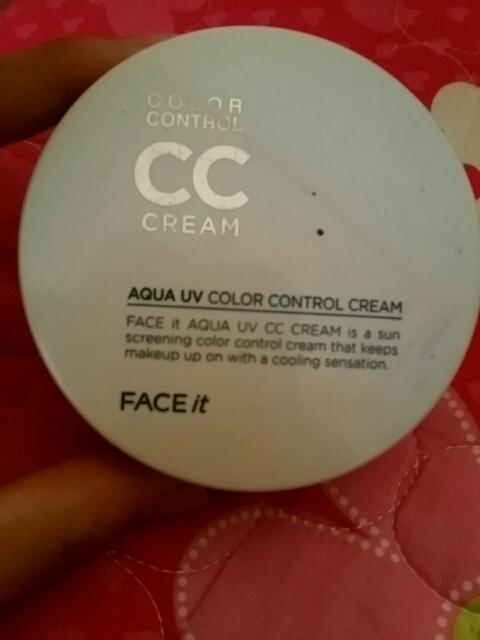 COLOR
CONTROL
CC
CREAM
AQUA UV COLOR CONTROL CREAM
FACE it AQUA UV CC CREAM is a sun
screening color control cream that keeps
makeup up on with a cooling sensation.
FACE it